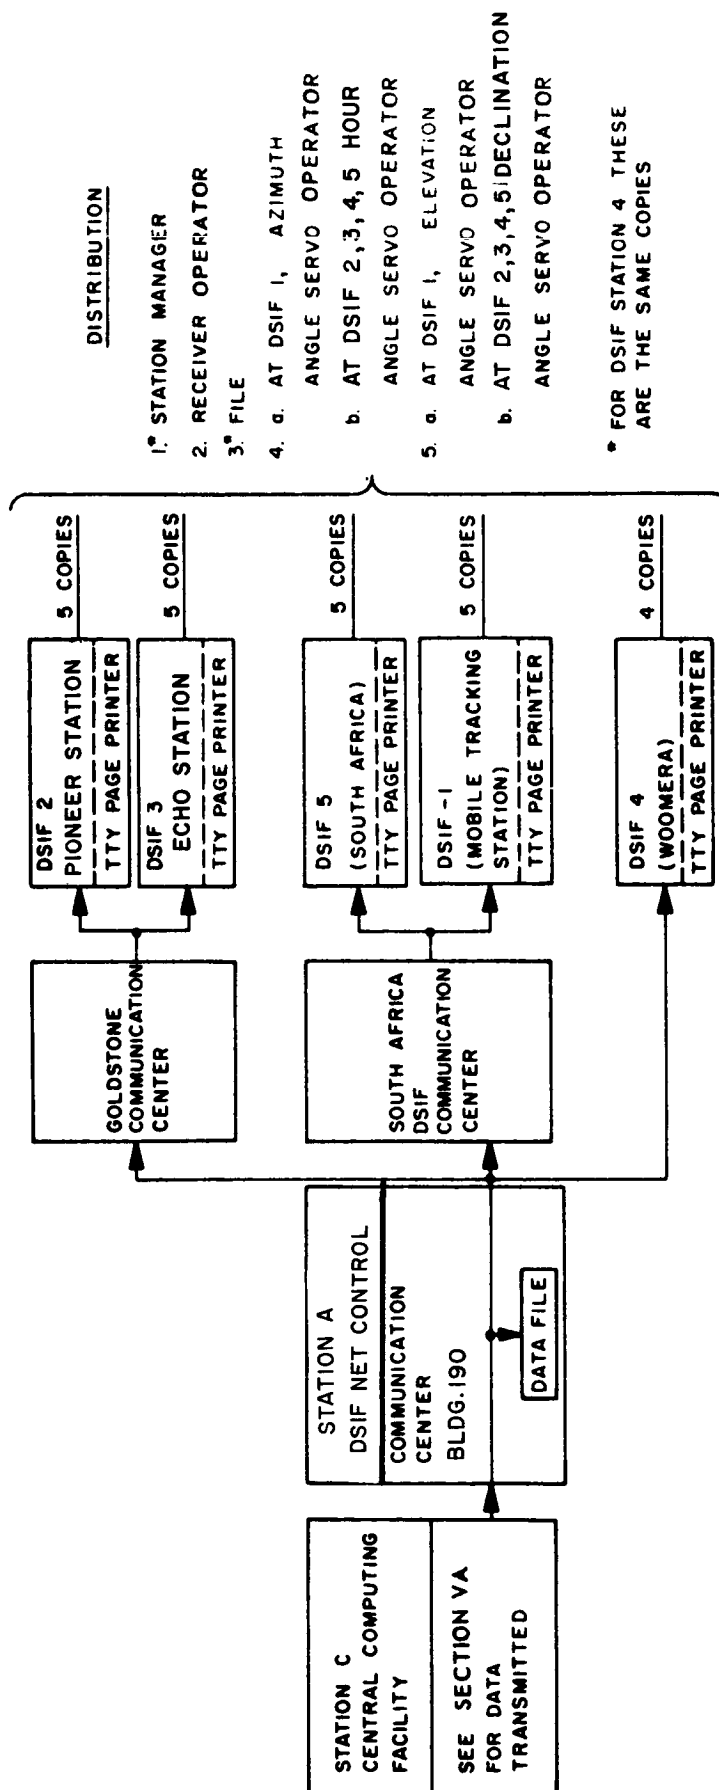 STATION C
CENTRAL COMPUTING
FACILITY
SEE SECTION VA
FOR DATA
TRANSMITTED
STATION A
DSIF NET CONTROL
COMMUNICATION
CENTER
BLDG. 190
DATA FILE
GOLDSTONE
COMMUNICATION
CENTER
SOUTH AFRICA
DSIF
COMMUNICATION
CENTER
DSIF 2
PIONEER STATION
TTY PAGE PRINTER
5 COPIES
DSIF 3
ECHO STATION
TTY PAGE PRINTER
5 COPIES
DSIF 5
(SOUTH AFRICA)
TTY PAGE PRINTER
5 COPIES
DSIF-1
(MOBILE TRACKING
STATION)
TTY PAGE PRINTER
5 COPIES
DSIF 4
(WOOMERA)
TTY PAGE PRINTER
4 COPIES
DISTRIBUTION
1.* STATION MANAGER
2. RECEIVER OPERATOR
3.* FILE
4. a. AT DSIF 1, AZIMUTH
ANGLE SERVO OPERATOR
b. AT DSIF 2,3,4,5 HOUR
ANGLE SERVO OPERATOR
5. a. AT DSIF 1, ELEVATION
ANGLE SERVO OPERATOR
b. AT DSIF 2,3,4,5 DECLINATION
ANGLE SERVO OPERATOR
* FOR DSIF STATION 4 THESE
ARE THE SAME COPIES